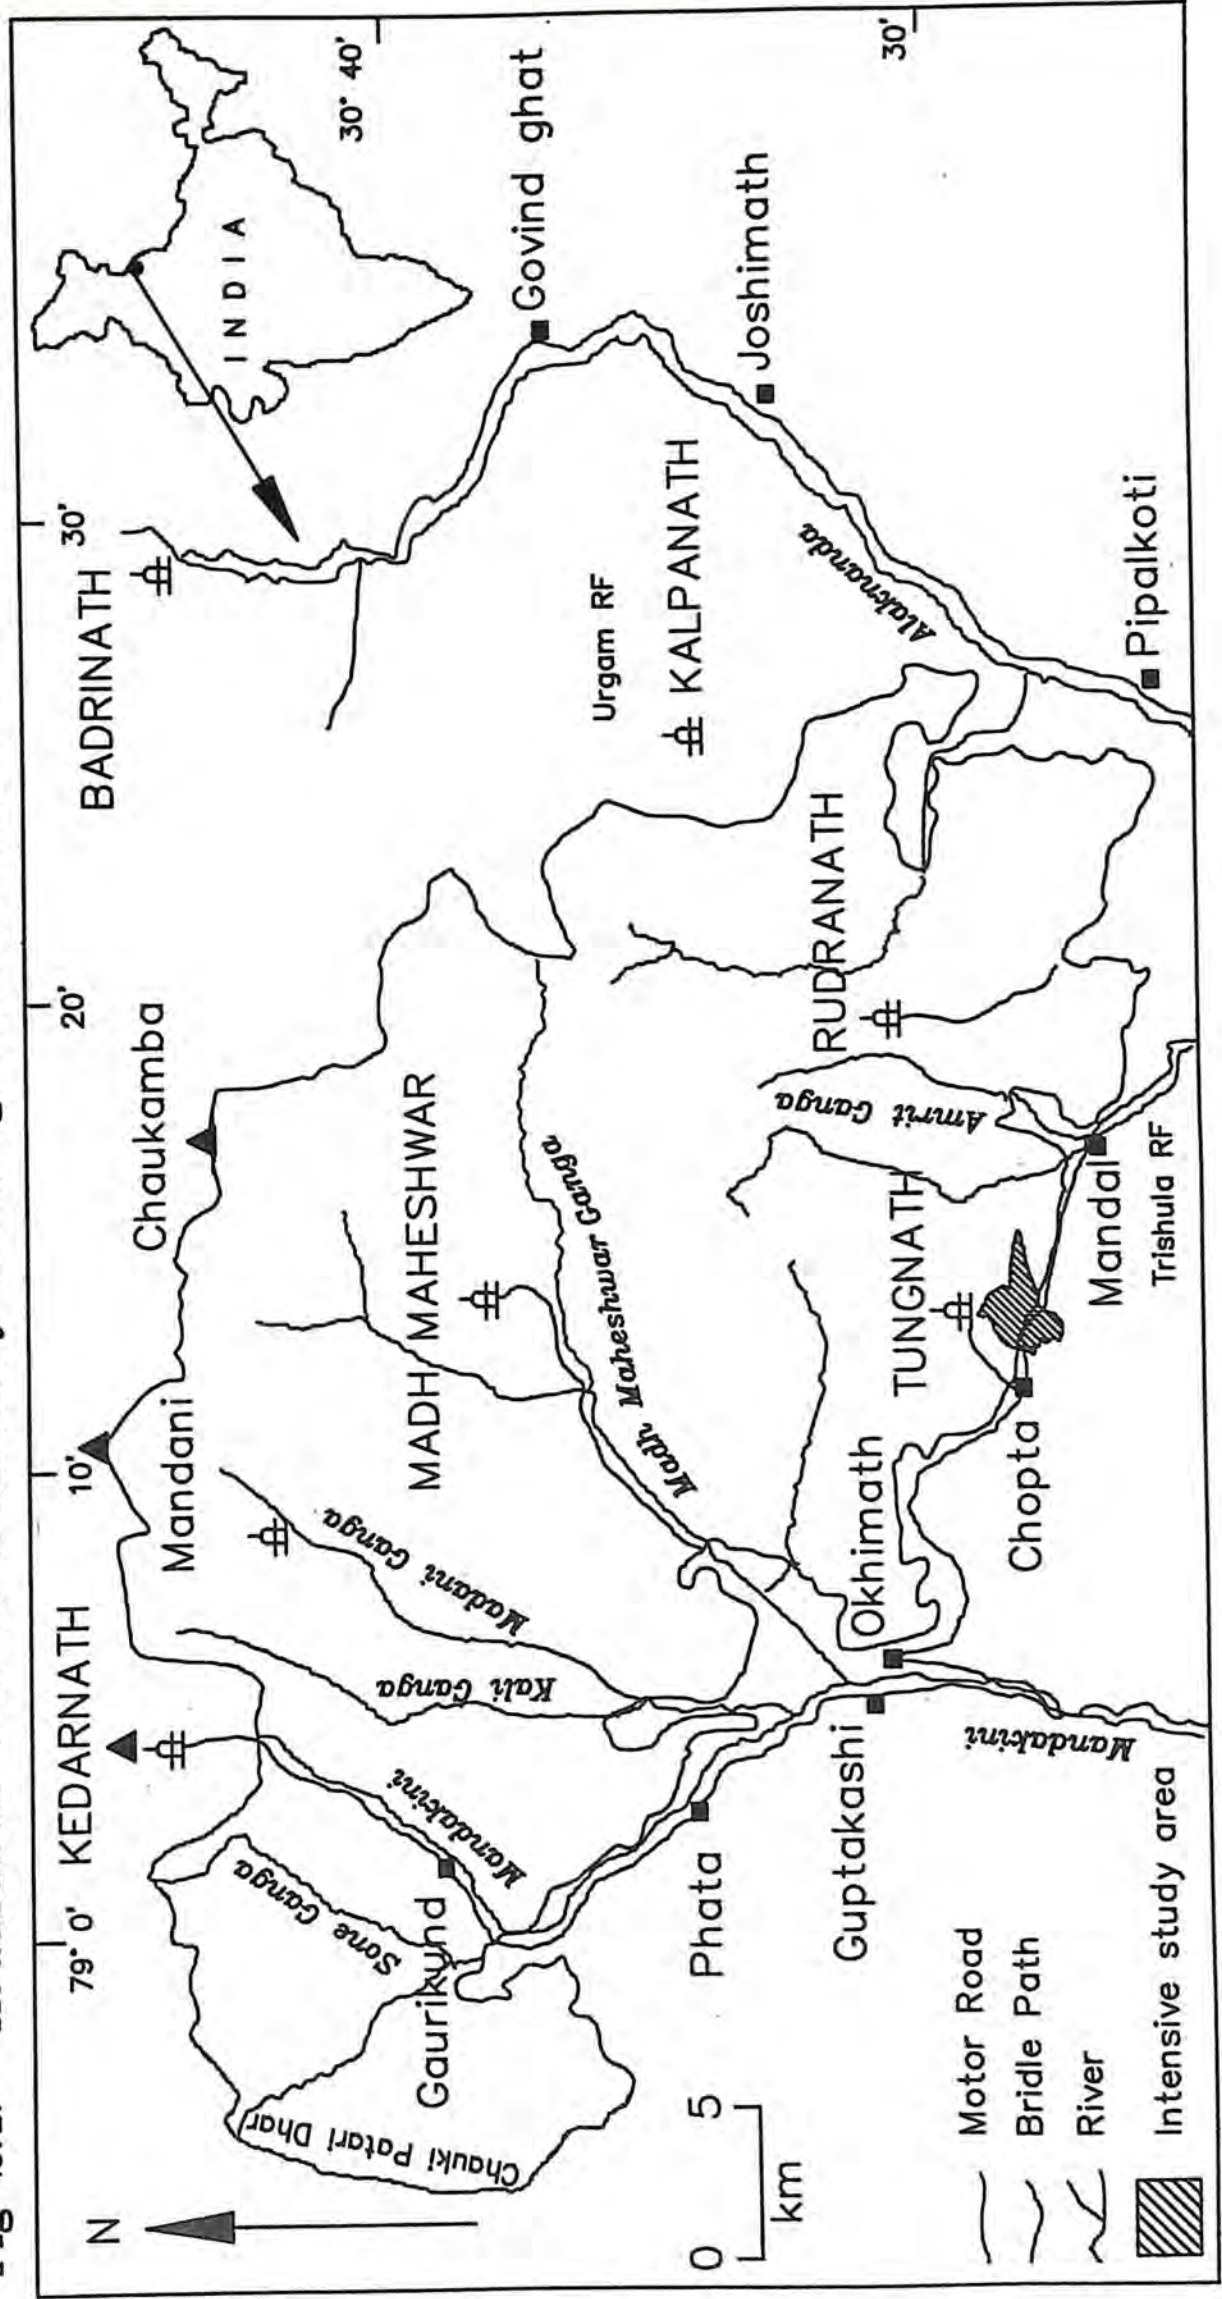 79° 0'
10'
20'
30'
30° 40'
30'
N
KEDARNATH
Mandani
Chaukamba
BADRINATH
INDIA
Govind ghat
Joshimath
Pipalkoti
Urgam RF
KALPANATH
Alaknanda
RUDRANATH
MADH MAHESHWAR
Madh Maheshwar Ganga
Madani Ganga
Kali Ganga
Mandakini
Sone Ganga
Gaurikund
Chauki Patari Dhar
Phata
Guptakashi
Okhimath
Mandakini
TUNGNATH
Chopta
Amrit Ganga
Mandal
Trishula RF
0 5
km
Motor Road
Bridle Path
River
Intensive study area